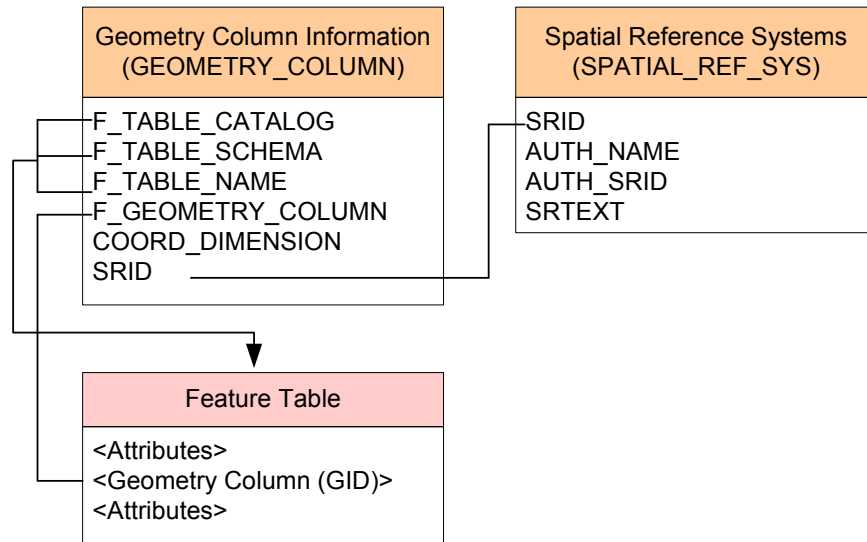 Geometry Column Information
(GEOMETRY_COLUMN)
F_TABLE_CATALOG
F_TABLE_SCHEMA
F_TABLE_NAME
F_GEOMETRY_COLUMN
COORD_DIMENSION
SRID
Spatial Reference Systems
(SPATIAL_REF_SYS)
SRID
AUTH_NAME
AUTH_SRID
SRTEXT
Feature Table
<Attributes>
<Geometry Column (GID)>
<Attributes>